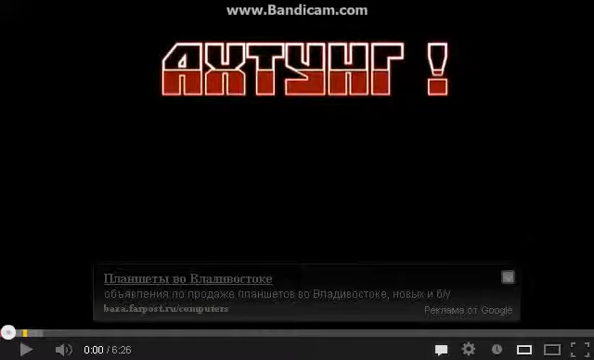 www.Bandicam.com
АХТУНГ !
Планшеты во Владивостоке
объявления по продаже планшетов во Владивостоке, новых и б/у
baza.farpost.ru/computers
Реклама от Google
0:00 / 6:26